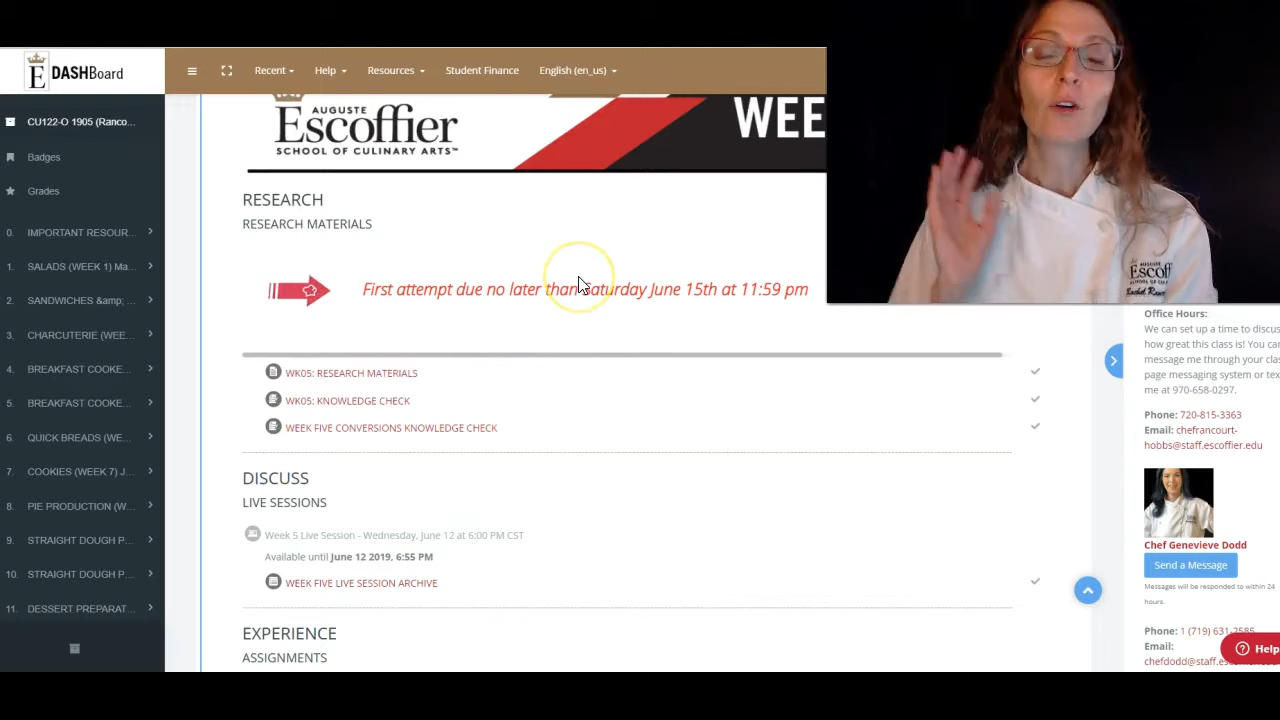 E DASHBoard
Recent
Help
Resources
Student Finance
English (en_us)
CU122-O 1905 (Ranco...
Badges
Grades
0. IMPORTANT RESOUR...
1. SALADS (WEEK 1) Ma...
2. SANDWICHES &amp; ...
3. CHARCUTERIE (WEE...
4. BREAKFAST COOKE...
5. BREAKFAST COOKE...
6. QUICK BREADS (WE...
7. COOKIES (WEEK 7) J...
8. PIE PRODUCTION (W...
9. STRAIGHT DOUGH P...
10. STRAIGHT DOUGH P...
11. DESSERT PREPARAT...
AUGUSTE
Escoffier
SCHOOL OF CULINARY ARTS™
WEE
RESEARCH
RESEARCH MATERIALS
First attempt due no later than Saturday June 15th at 11:59 pm
WK05: RESEARCH MATERIALS
WK05: KNOWLEDGE CHECK
WEEK FIVE CONVERSIONS KNOWLEDGE CHECK
DISCUSS
LIVE SESSIONS
Week 5 Live Session - Wednesday, June 12 at 6:00 PM CST
Available until June 12 2019, 6:55 PM
WEEK FIVE LIVE SESSION ARCHIVE
EXPERIENCE
ASSIGNMENTS
Escoff
Office Hours:
We can set up a time to discus
how great this class is! You can
message me through your clas
page messaging system or tex
me at 970-658-0297.
Phone: 720-815-3363
Email: chefrancourt-
hobbs@staff.escoffier.edu
Chef Genevieve Dodd
Send a Message
Messages will be responded to within 24
hours.
Phone: 1 (719) 631-2585
Email:
chefdodd@staff.es
Help